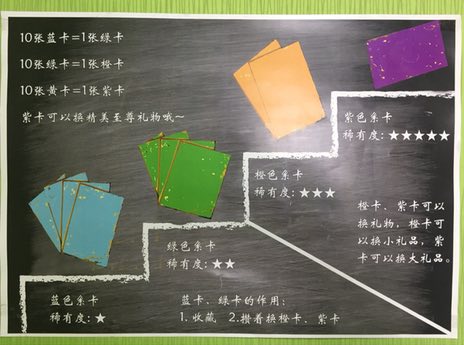 10张蓝卡=1张绿卡
10张绿卡=1张橙卡
10张黄卡=1张紫卡
紫卡可以换精美至尊礼物哦~
紫色系卡
稀有度:★★★★★
橙色系卡
稀有度:★★★
橙卡、紫卡可以
换礼物,橙卡可
以换小礼品,紫
卡可以换大礼品。
绿色系卡
稀有度:★★
蓝色系卡
稀有度:★
蓝卡、绿卡的作用:
1. 收藏 2.攒着换橙卡、紫卡